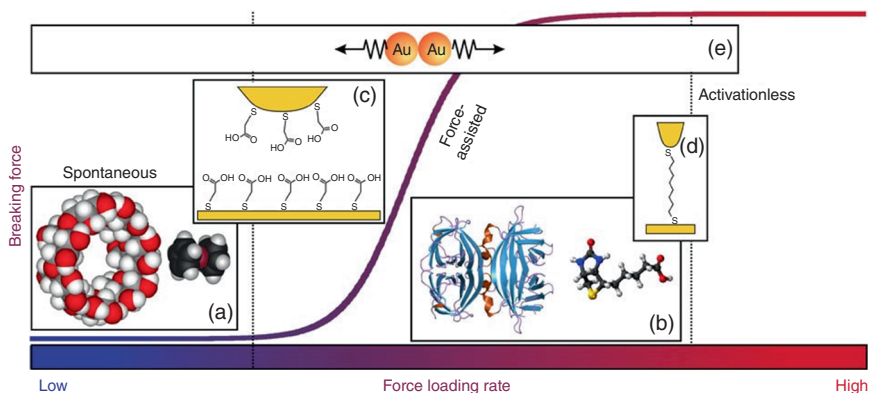 Au Au
(e)
(c)
S S S
O
HO
O
HO
O
HO
Activationless
Force-
assisted
(d)
S
S
Spontaneous
O OH O OH O OH O OH O OH
S S S S S
Breaking force
(a)
(b)
Low
Force loading rate
High